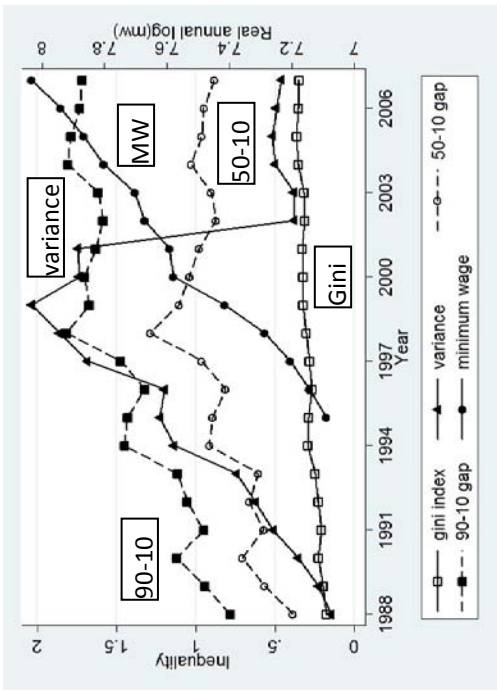 Inequality
Real annual log(mw)
2
1.5
1
.5
0
8
7.8
7.6
7.4
7.2
7
variance
90-10
MW
50-10
Gini
1988
1991
1994
1997
2000
2003
2006
Year
gini index
variance
90-10 gap
minimum wage
50-10 gap